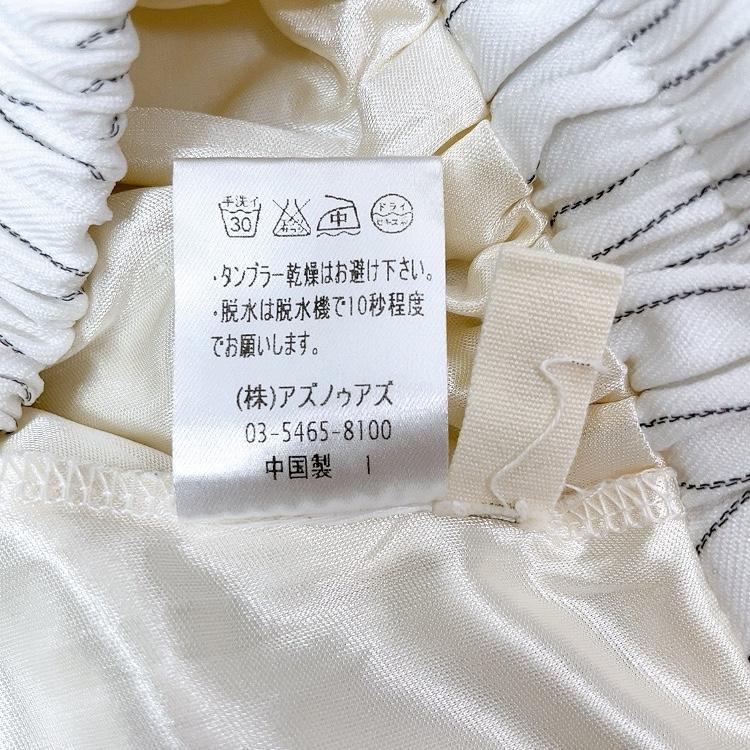 手洗イ
30
中
ドライ
・タンブラー乾燥はお避け下さい。
・脱水は脱水機で10秒程度
でお願いします。
(株)アズノゥアズ
03-5465-8100
中国製 1